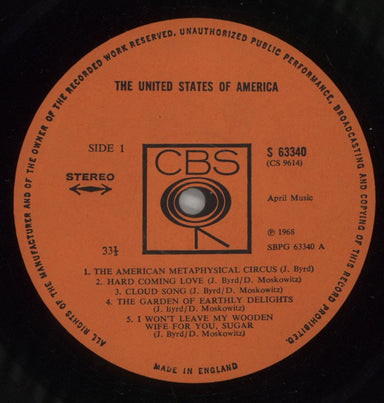 ALL RIGHTS OF THE MANUFACTURER AND OF THE OWNER OF THE RECORDED WORK RESERVED, UNAUTHORIZED PUBLIC PERFORMANCE, BROADCASTING AND COPYING OF THIS RECORD PROHIBITED.
THE UNITED STATES OF AMERICA
SIDE 1
CBS
S 63340
(CS 9614)
STEREO
April Music
℗ 1968
33⅓
SBPG 63340 A
1. THE AMERICAN METAPHYSICAL CIRCUS (J. Byrd)
2. HARD COMING LOVE (J. Byrd/D. Moskowitz)
3. CLOUD SONG (J. Byrd/D. Moskowitz)
4. THE GARDEN OF EARTHLY DELIGHTS
(J. Byrd/D. Moskowitz)
5. I WON'T LEAVE MY WOODEN
WIFE FOR YOU, SUGAR
(J. Byrd/D. Moskowitz)
MADE IN ENGLAND